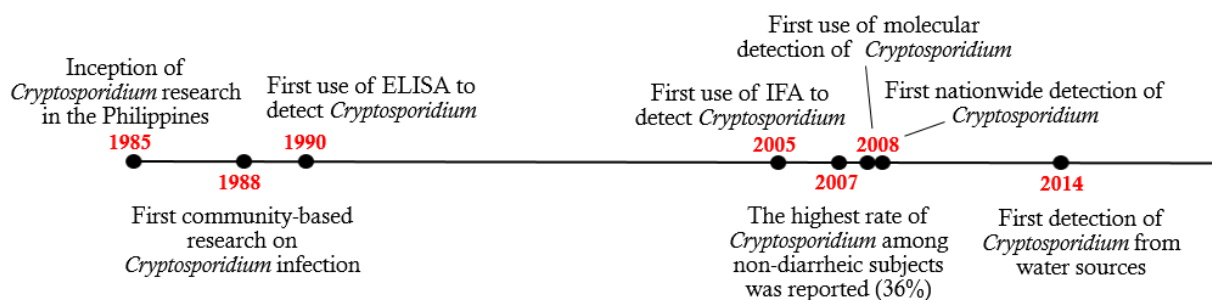 Inception of
Cryptosporidium research
in the Philippines
1985
First community-based
research on
Cryptosporidium infection
1988
First use of ELISA to
detect Cryptosporidium
1990
First use of IFA to
detect Cryptosporidium
2005
2007
The highest rate of
Cryptosporidium among
non-diarrheic subjects
was reported (36%)
First use of molecular
detection of Cryptosporidium
2008
First nationwide detection of
Cryptosporidium
2014
First detection of
Cryptosporidium from
water sources